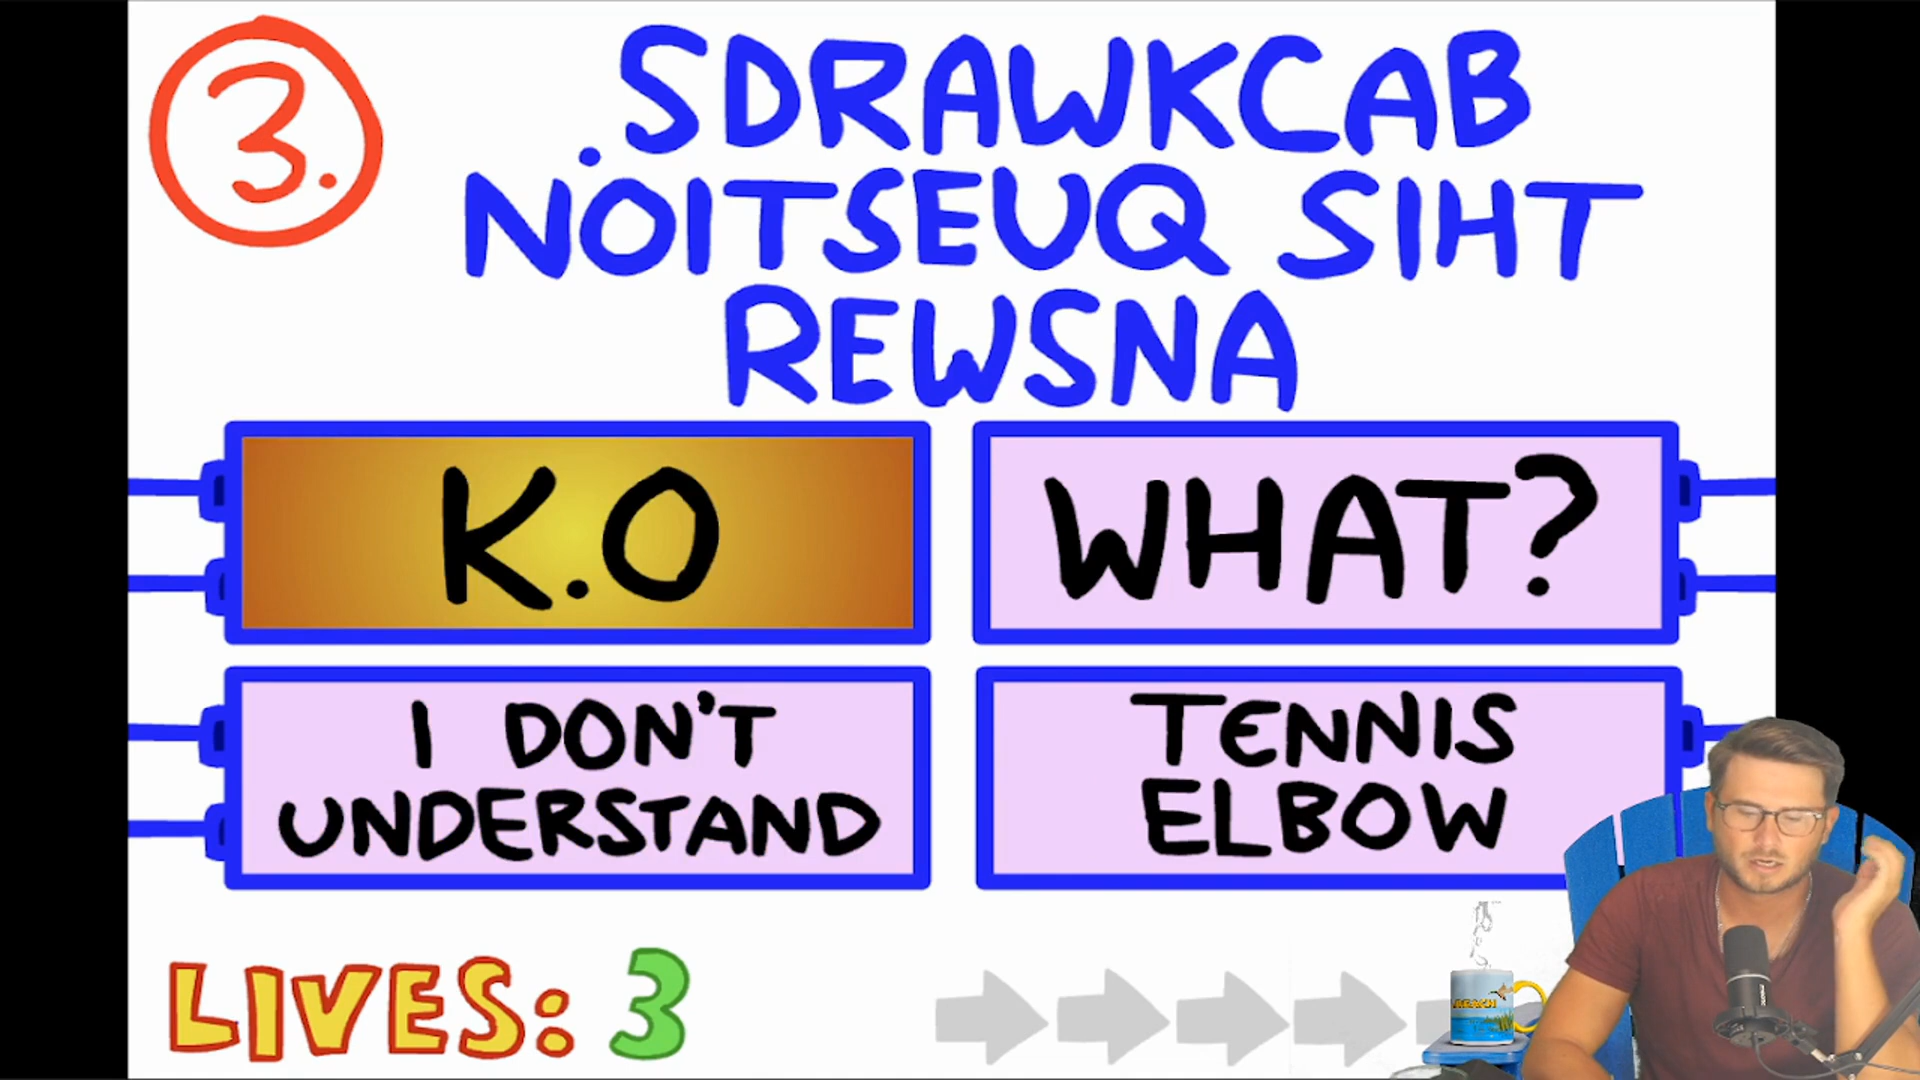 3.
.SDRAWKCAB
NOITSEUQ SIHT
REWSNA
K.O
WHAT?
I DON'T
UNDERSTAND
TENNIS
ELBOW
LIVES: 3